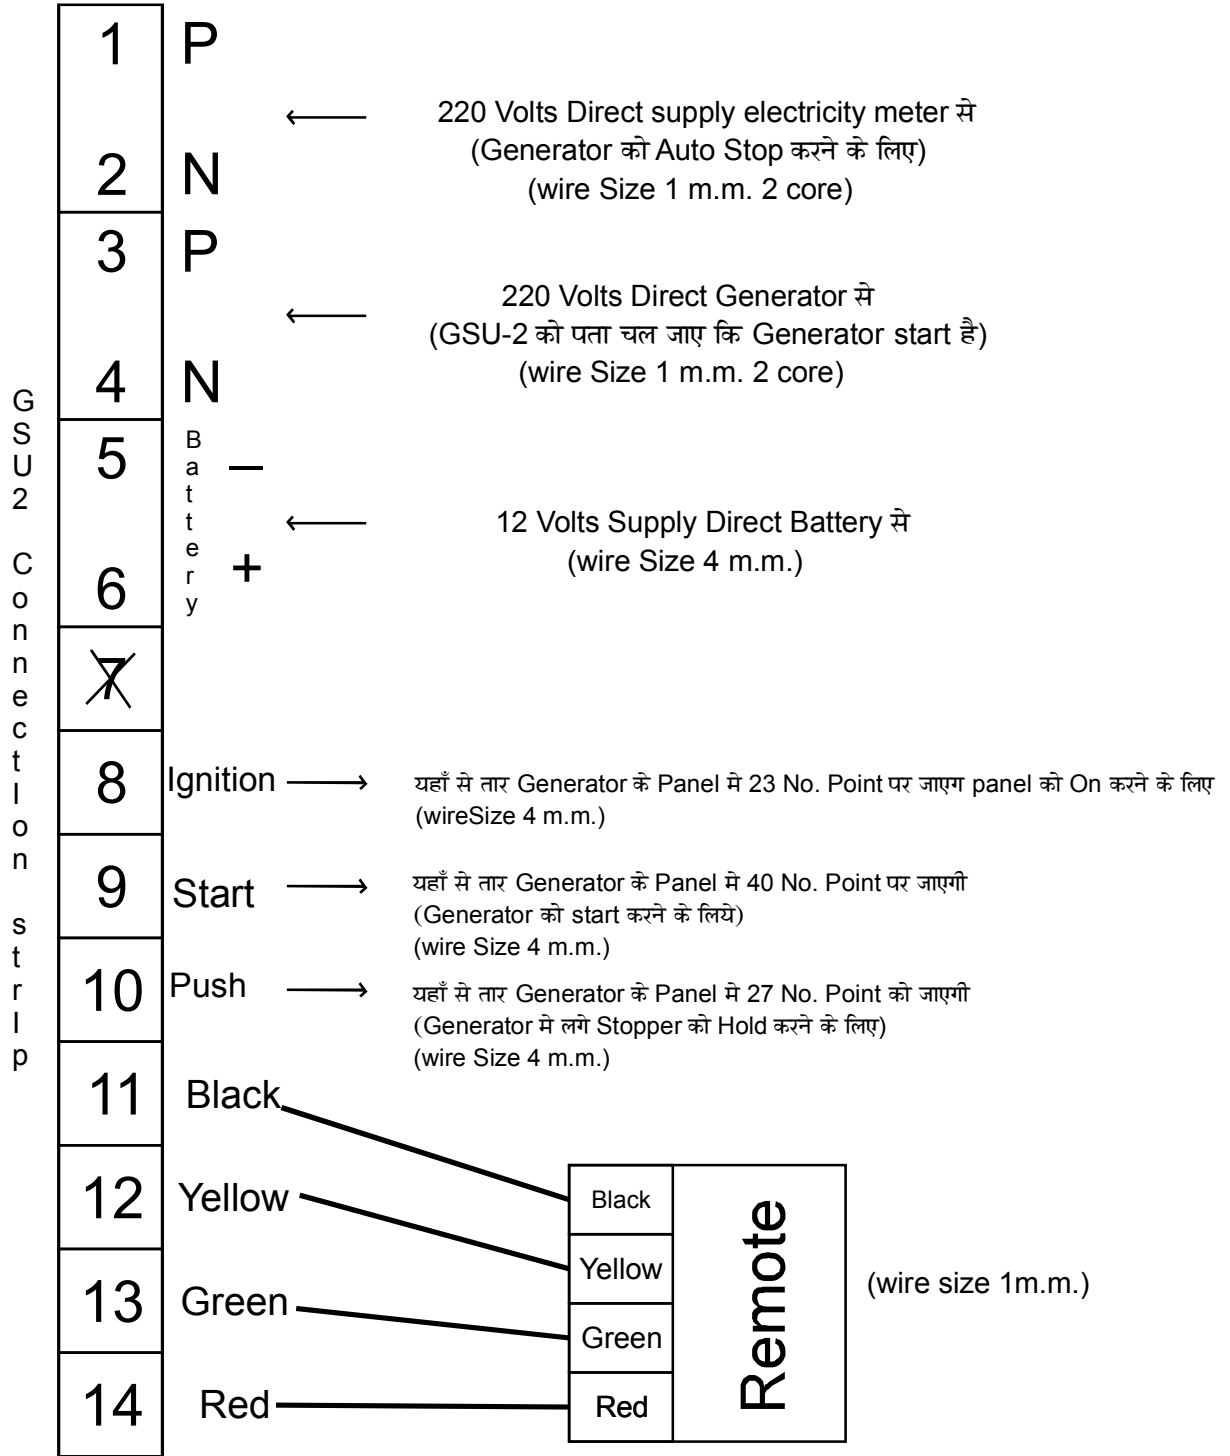 GSU2 ConnectIon strIp
1 P
220 Volts Direct supply electricity meter से
(Generator को Auto Stop करने के लिए)
2 N
(wire Size 1 m.m. 2 core)
3 P
220 Volts Direct Generator से
(GSU-2 को पता चल जाए कि Generator start है)
4 N
(wire Size 1 m.m. 2 core)
Battery
5 −
12 Volts Supply Direct Battery से
(wire Size 4 m.m.)
6 +
7
8 Ignition
यहाँ से तार Generator के Panel मे 23 No. Point पर जाएग panel को On करने के लिए
(wireSize 4 m.m.)
9 Start
यहाँ से तार Generator के Panel मे 40 No. Point पर जाएगी
(Generator को start करने के लिये)
(wire Size 4 m.m.)
10 Push
यहाँ से तार Generator के Panel मे 27 No. Point को जाएगी
(Generator मे लगे Stopper को Hold करने के लिए)
(wire Size 4 m.m.)
11 Black
12 Yellow
13 Green
14 Red
Black
Yellow
Green
Red
Remote
(wire size 1m.m.)